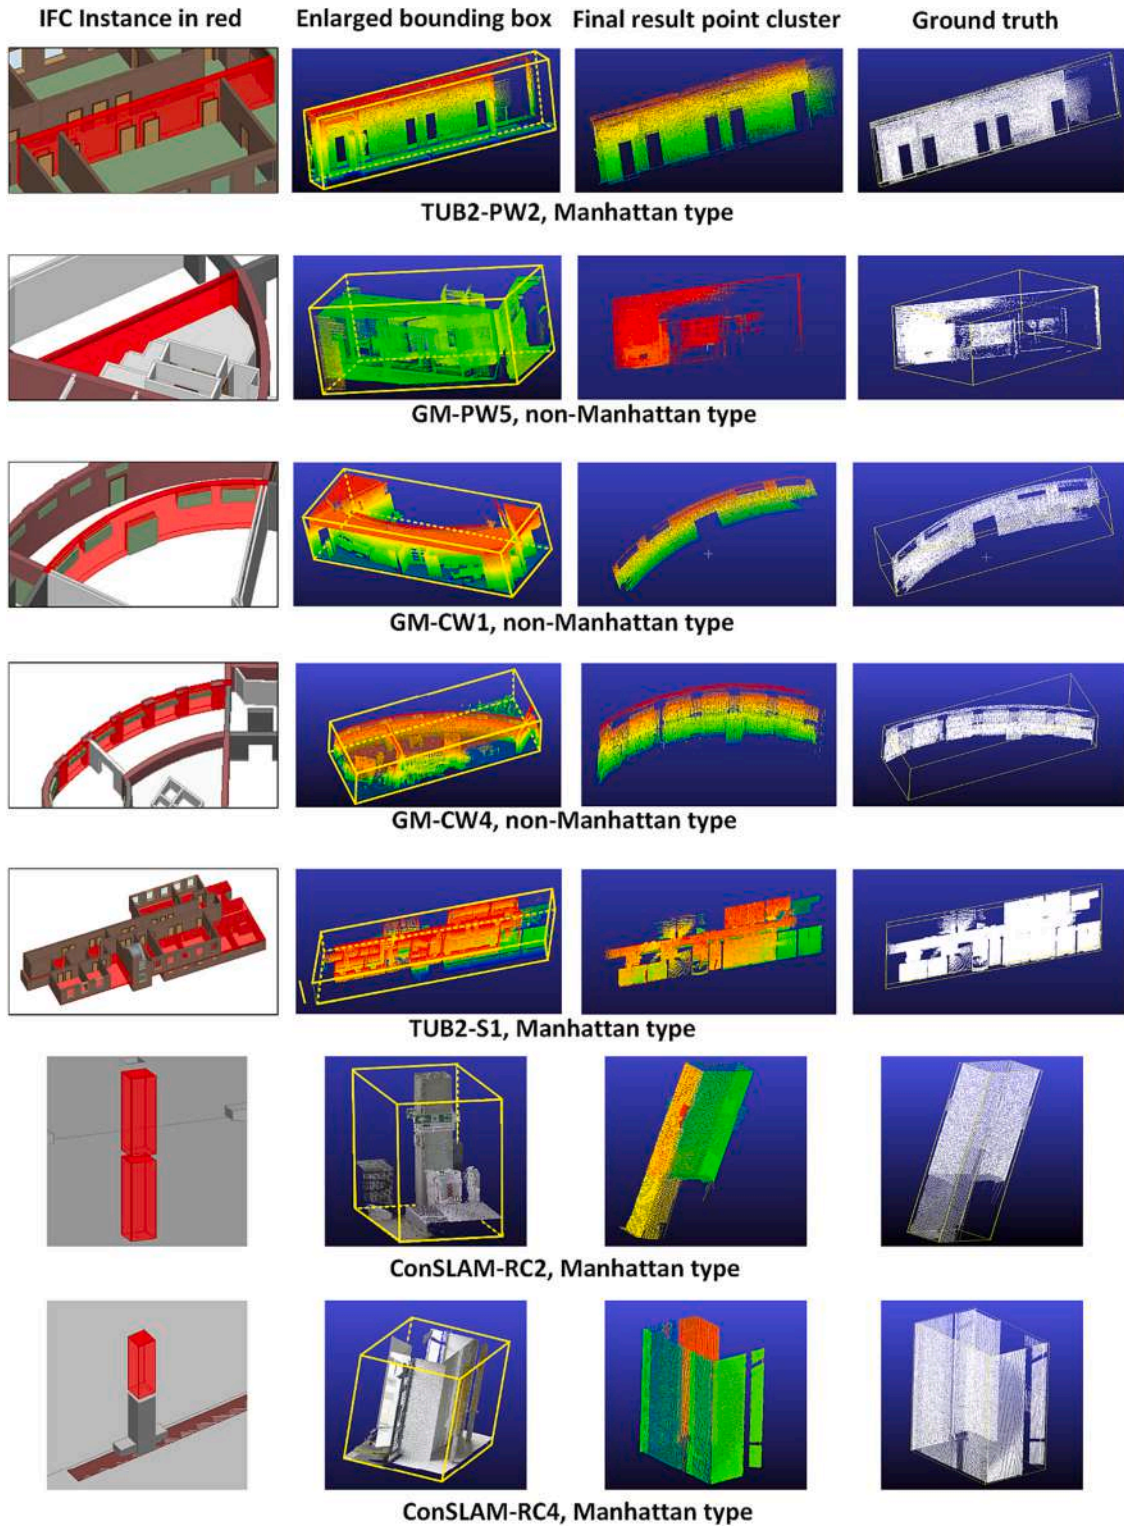 IFC Instance in red
Enlarged bounding box
Final result point cluster
Ground truth
TUB2-PW2, Manhattan type
GM-PW5, non-Manhattan type
GM-CW1, non-Manhattan type
GM-CW4, non-Manhattan type
TUB2-S1, Manhattan type
ConSLAM-RC2, Manhattan type
ConSLAM-RC4, Manhattan type